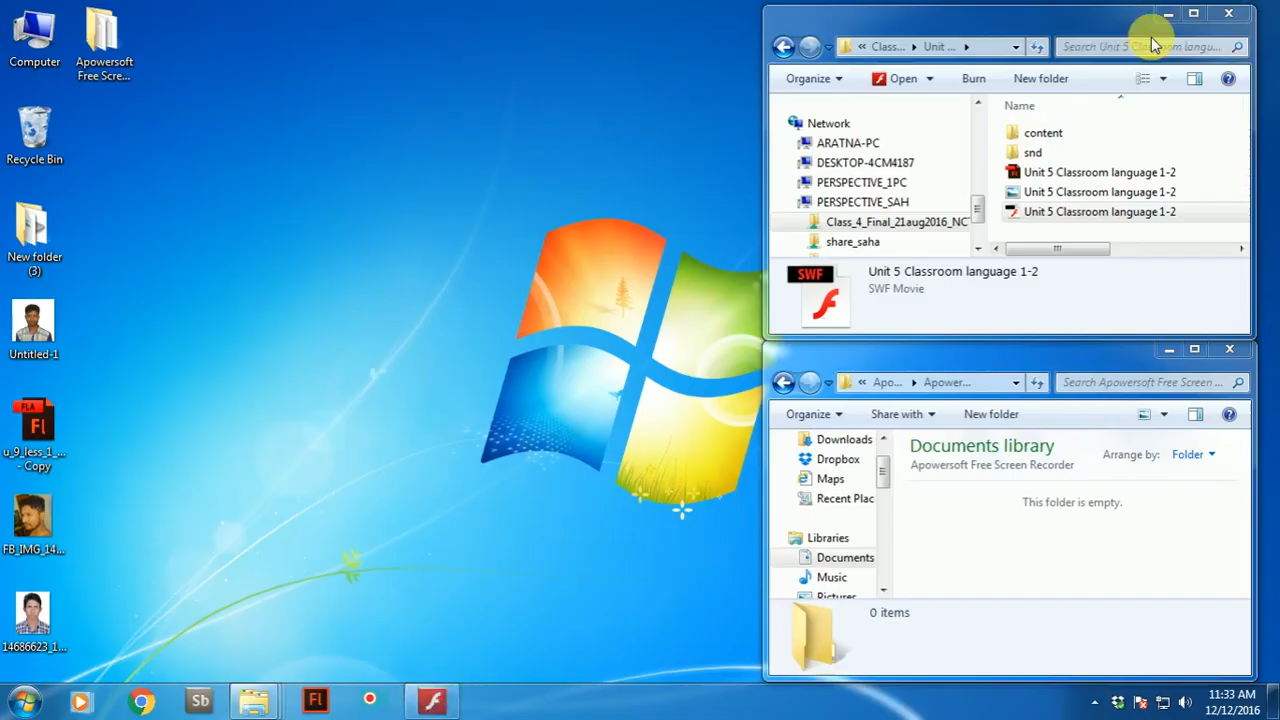 Computer
Apowersoft
Free Scre...
Recycle Bin
New folder
(3)
Untitled-1
FLA
Fl
u_9_less_1_...
- Copy
FB_IMG_14...
14686623_1...
« Class... ▸ Unit ... ▸
Search Unit 5 Classroom langu...
Organize
Open
Burn
New folder
Network
ARATNA-PC
DESKTOP-4CM4187
PERSPECTIVE_1PC
PERSPECTIVE_SAH
Class_4_Final_21aug2016_NC
share_saha
Name
content
snd
Unit 5 Classroom language 1-2
Unit 5 Classroom language 1-2
Unit 5 Classroom language 1-2
SWF
Unit 5 Classroom language 1-2
SWF Movie
« Apo... ▸ Apower...
Search Apowersoft Free Screen ...
Organize
Share with
New folder
Downloads
Dropbox
Maps
Recent Plac
Libraries
Documents
Music
Pictures
Documents library
Apowersoft Free Screen Recorder
Arrange by:
Folder
This folder is empty.
0 items
Sb
Fl
11:33 AM
12/12/2016